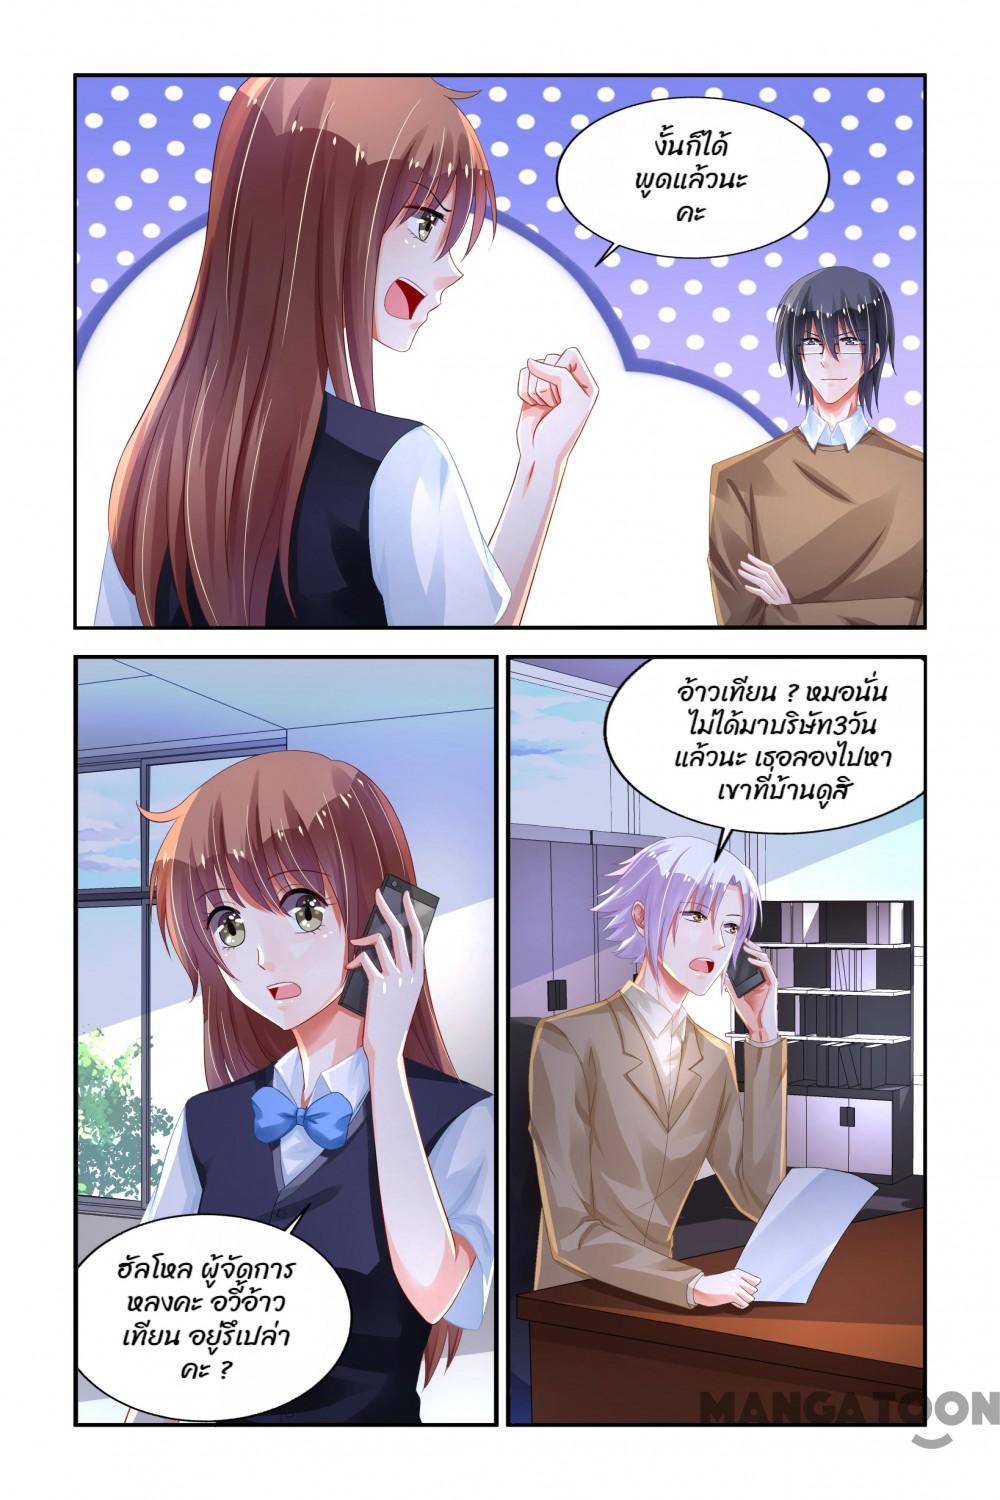 งั้นก็ได้
พูดแล้วนะ
คะ
อ้าวเทียน ? หมอนั่น
ไม่ได้มาบริษัท3วัน
แล้วนะ เธอลองไปหา
เขาที่บ้านดูสิ
ฮัลโหล ผู้จัดการ
หลงคะ อวี้อ้าว
เทียน อยู่รึเปล่า
คะ ?
MANGATOON